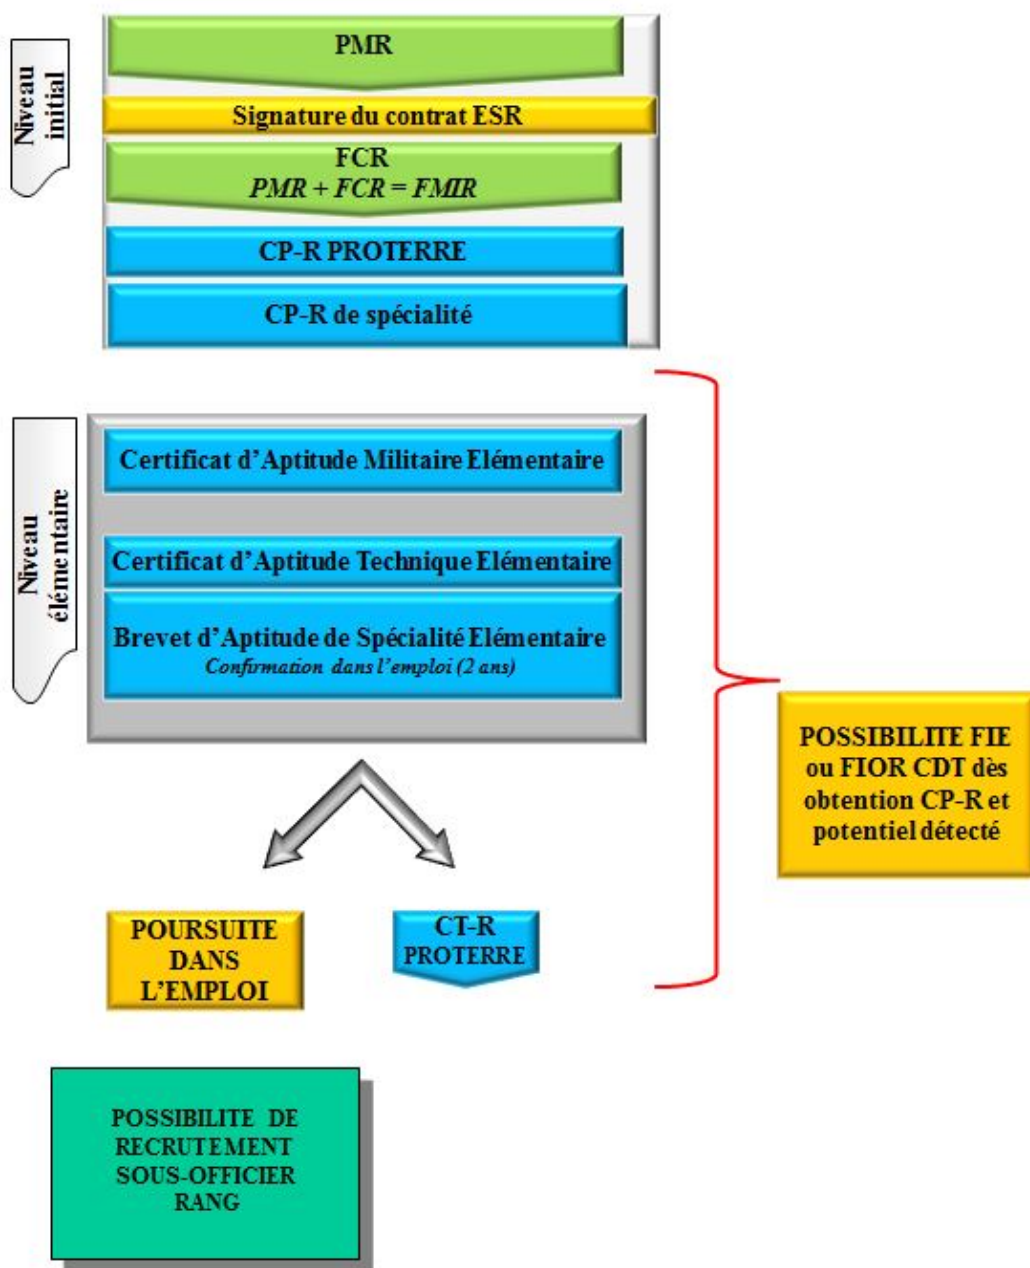 Niveau
initial
PMR
Signature du contrat ESR
FCR
PMR + FCR = FMIR
CP-R PROTERRE
CP-R de spécialité
Niveau
élémentaire
Certificat d'Aptitude Militaire Elémentaire
Certificat d'Aptitude Technique Elémentaire
Brevet d'Aptitude de Spécialité Elémentaire
Confirmation dans l'emploi (2 ans)
POSSIBILITE FIE
ou FIOR CDT dès
obtention CP-R et
potentiel détecté
POURSUITE
DANS
L'EMPLOI
CT-R
PROTERRE
POSSIBILITE DE
RECRUTEMENT
SOUS-OFFICIER
RANG